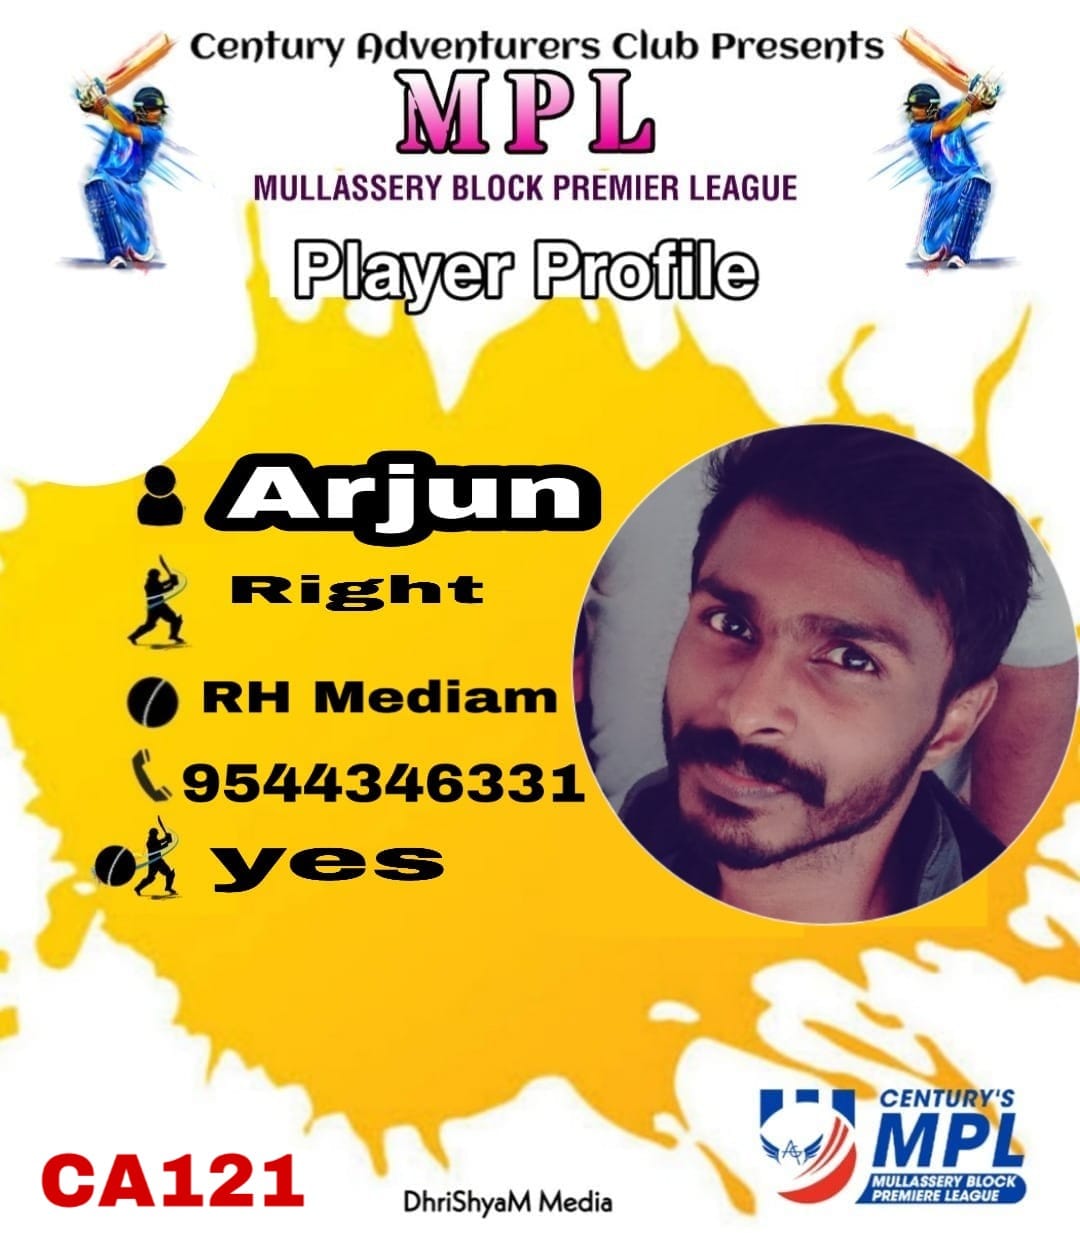 Century Adventurers Club Presents
MPL
MULLASSERY BLOCK PREMIER LEAGUE
Player Profile
Arjun
Right
RH Mediam
9544346331
yes
CA121
DhriShyaM Media
CENTURY'S
MPL
MULLASSERY BLOCK
PREMIERE LEAGUE